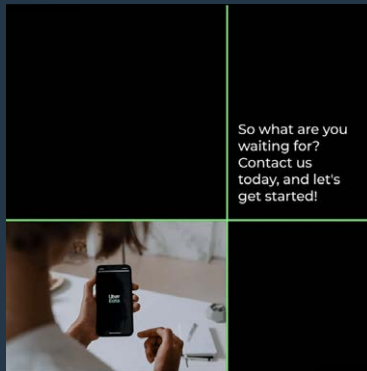 So what are you
waiting for?
Contact us
today, and let's
get started!
Uber
Eats